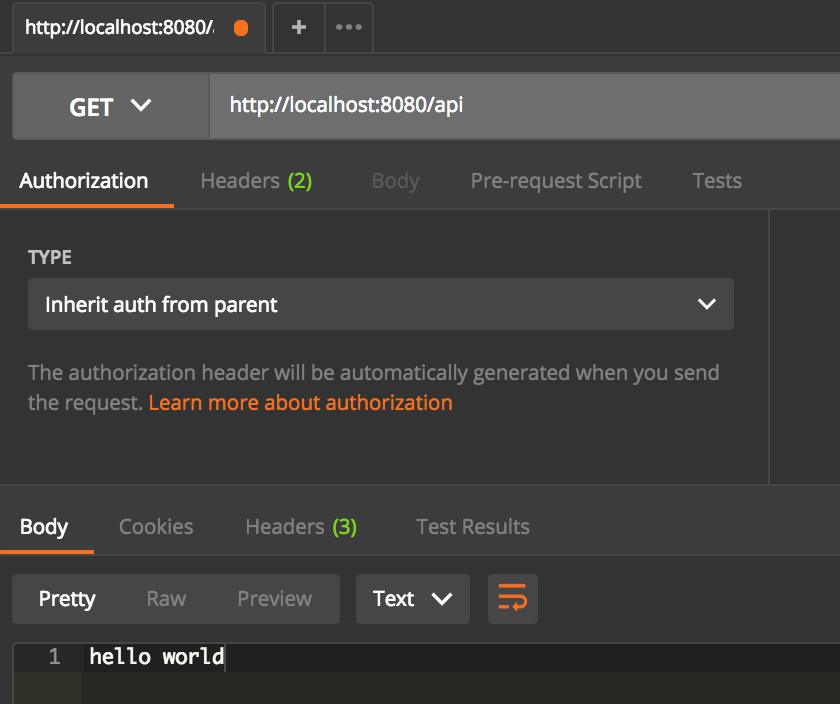 http://localhost:8080/
GET http://localhost:8080/api
Authorization Headers (2) Body Pre-request Script Tests
TYPE
Inherit auth from parent
The authorization header will be automatically generated when you send
the request. Learn more about authorization
Body Cookies Headers (3) Test Results
Pretty Raw Preview Text
1 hello world